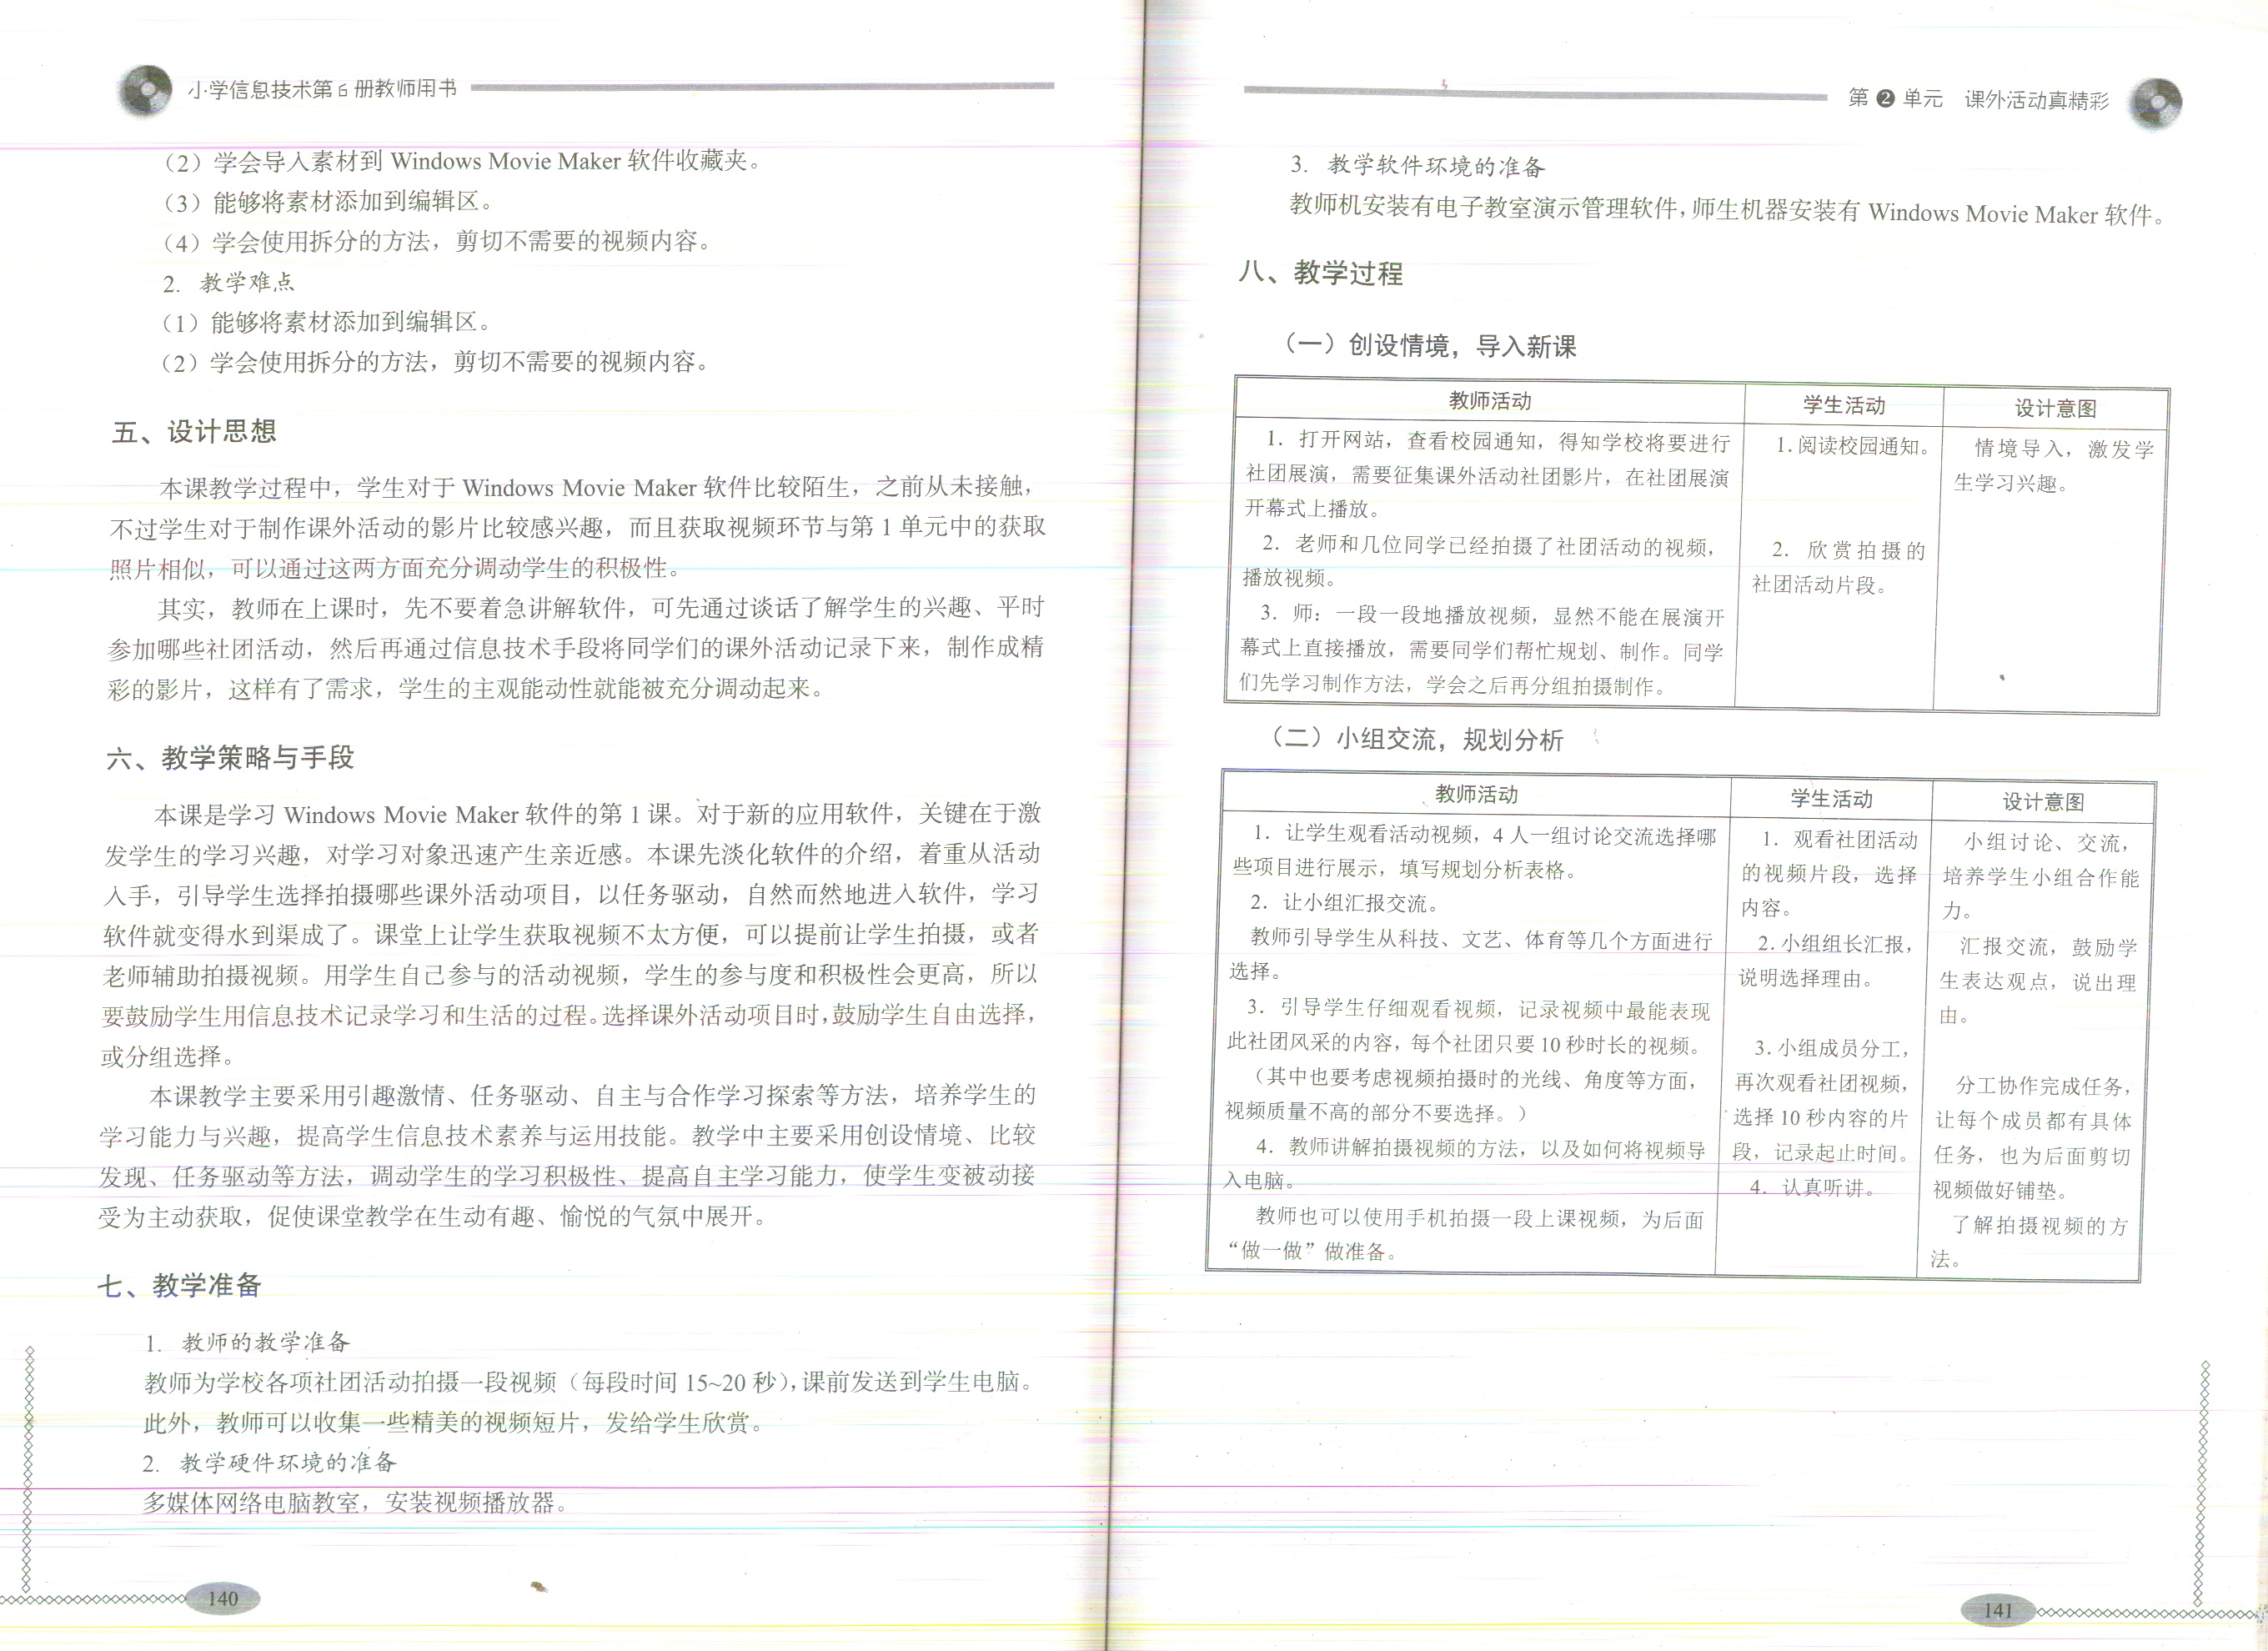 小学信息技术第6册教师用书
（2）学会导入素材到 Windows Movie Maker 软件收藏夹。
（3）能够将素材添加到编辑区。
（4）学会使用拆分的方法，剪切不需要的视频内容。
2. 教学难点
（1）能够将素材添加到编辑区。
（2）学会使用拆分的方法，剪切不需要的视频内容。
五、设计思想
本课教学过程中，学生对于 Windows Movie Maker 软件比较陌生，之前从未接触，
不过学生对于制作课外活动的影片比较感兴趣，而且获取视频环节与第 1 单元中的获取
照片相似，可以通过这两方面充分调动学生的积极性。
其实，教师在上课时，先不要着急讲解软件，可先通过谈话了解学生的兴趣、平时
参加哪些社团活动，然后再通过信息技术手段将同学们的课外活动记录下来，制作成精
彩的影片，这样有了需求，学生的主观能动性就能被充分调动起来。
六、教学策略与手段
本课是学习 Windows Movie Maker 软件的第 1 课。对于新的应用软件，关键在于激
发学生的学习兴趣，对学习对象迅速产生亲近感。本课先淡化软件的介绍，着重从活动
入手，引导学生选择拍摄哪些课外活动项目，以任务驱动，自然而然地进入软件，学习
软件就变得水到渠成了。课堂上让学生获取视频不太方便，可以提前让学生拍摄，或者
老师辅助拍摄视频。用学生自己参与的活动视频，学生的参与度和积极性会更高，所以
要鼓励学生用信息技术记录学习和生活的过程。选择课外活动项目时，鼓励学生自由选择，
或分组选择。
本课教学主要采用引趣激情、任务驱动、自主与合作学习探索等方法，培养学生的
学习能力与兴趣，提高学生信息技术素养与运用技能。教学中主要采用创设情境、比较
发现、任务驱动等方法，调动学生的学习积极性、提高自主学习能力，使学生变被动接
受为主动获取，促使课堂教学在生动有趣、愉悦的气氛中展开。
七、教学准备
1. 教师的教学准备
教师为学校各项社团活动拍摄一段视频（每段时间 15~20 秒），课前发送到学生电脑。
此外，教师可以收集一些精美的视频短片，发给学生欣赏。
2. 教学硬件环境的准备
多媒体网络电脑教室，安装视频播放器。
140
第 2 单元 课外活动真精彩
3. 教学软件环境的准备
教师机安装有电子教室演示管理软件，师生机器安装有 Windows Movie Maker 软件。
八、教学过程
（一）创设情境，导入新课
教师活动 学生活动 设计意图
1．打开网站，查看校园通知，得知学校将要进行
社团展演，需要征集课外活动社团影片，在社团展演
开幕式上播放。
2．老师和几位同学已经拍摄了社团活动的视频，
播放视频。
3．师：一段一段地播放视频，显然不能在展演开
幕式上直接播放，需要同学们帮忙规划、制作。同学
们先学习制作方法，学会之后再分组拍摄制作。
1. 阅读校园通知。
2．欣赏拍摄的
社团活动片段。
情境导入，激发学
生学习兴趣。
（二）小组交流，规划分析
教师活动 学生活动 设计意图
1．让学生观看活动视频，4 人一组讨论交流选择哪
些项目进行展示，填写规划分析表格。
2．让小组汇报交流。
教师引导学生从科技、文艺、体育等几个方面进行
选择。
3．引导学生仔细观看视频，记录视频中最能表现
此社团风采的内容，每个社团只要 10 秒时长的视频。
（其中也要考虑视频拍摄时的光线、角度等方面，
视频质量不高的部分不要选择。）
4．教师讲解拍摄视频的方法，以及如何将视频导
入电脑。
教师也可以使用手机拍摄一段上课视频，为后面
“做一做”做准备。
1．观看社团活动
的视频片段，选择
内容。
2. 小组组长汇报，
说明选择理由。
3. 小组成员分工，
再次观看社团视频，
选择 10 秒内容的片
段，记录起止时间。
4．认真听讲。
小组讨论、交流，
培养学生小组合作能
力。
汇报交流，鼓励学
生表达观点，说出理
由。
分工协作完成任务，
让每个成员都有具体
任务，也为后面剪切
视频做好铺垫。
了解拍摄视频的方
法。
141